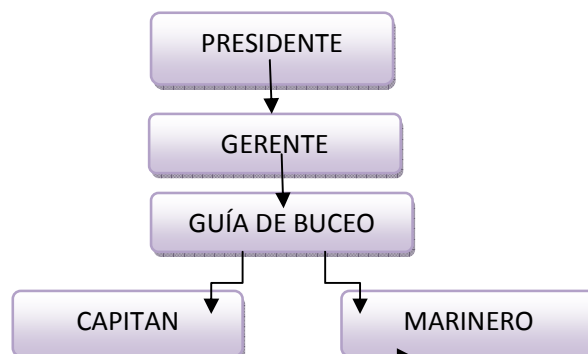 PRESIDENTE
GERENTE
GUÍA DE BUCEO
CAPITAN
MARINERO